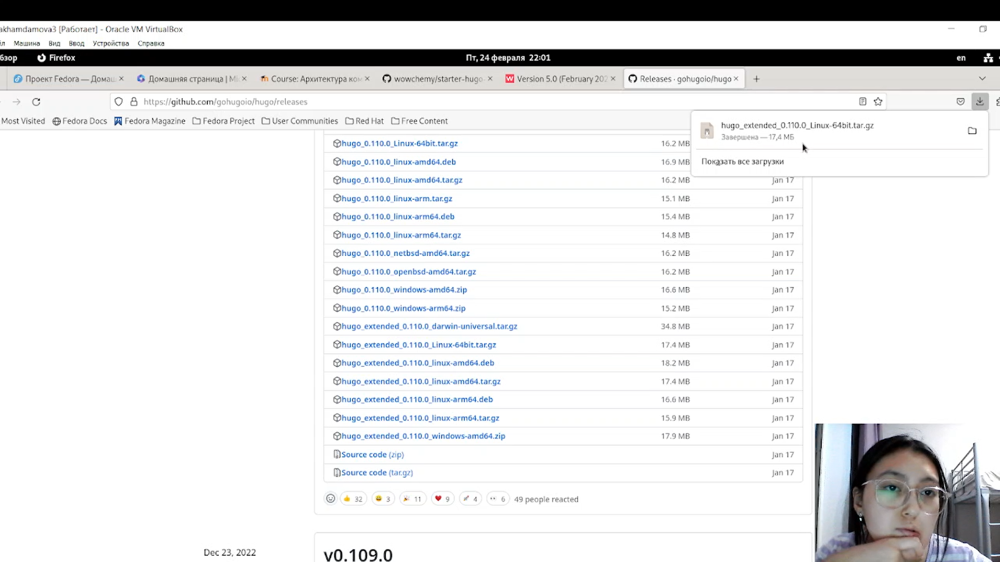 akhamdamova3 [Работает] - Oracle VM VirtualBox
йл Машина Вид Ввод Устройства Справка
бзор Firefox Пт, 24 февраля 22:01 en
Проект Fedora — Домаш × Домашняя страница | Mi × Course: Архитектура ком × wowchemy/starter-hugo- × Version 5.0 (February 202 × Releases · gohugoio/hugo × +
https://github.com/gohugoio/hugo/releases
Most Visited Fedora Docs Fedora Magazine Fedora Project User Communities Red Hat Free Content
hugo_extended_0.110.0_Linux-64bit.tar.gz
Завершена — 17,4 МБ
Показать все загрузки
hugo_0.110.0_Linux-64bit.tar.gz 16.2 MB
hugo_0.110.0_linux-amd64.deb 16.9 MB
hugo_0.110.0_linux-amd64.tar.gz 16.2 MB Jan 17
hugo_0.110.0_linux-arm.tar.gz 15.1 MB Jan 17
hugo_0.110.0_linux-arm64.deb 15.4 MB Jan 17
hugo_0.110.0_linux-arm64.tar.gz 14.8 MB Jan 17
hugo_0.110.0_netbsd-amd64.tar.gz 16.2 MB Jan 17
hugo_0.110.0_openbsd-amd64.tar.gz 16.2 MB Jan 17
hugo_0.110.0_windows-amd64.zip 16.6 MB Jan 17
hugo_0.110.0_windows-arm64.zip 15.2 MB Jan 17
hugo_extended_0.110.0_darwin-universal.tar.gz 34.8 MB Jan 17
hugo_extended_0.110.0_Linux-64bit.tar.gz 17.4 MB Jan 17
hugo_extended_0.110.0_linux-amd64.deb 18.2 MB Jan 17
hugo_extended_0.110.0_linux-amd64.tar.gz 17.4 MB Jan 17
hugo_extended_0.110.0_linux-arm64.deb 16.6 MB Jan 17
hugo_extended_0.110.0_linux-arm64.tar.gz 15.9 MB Jan 17
hugo_extended_0.110.0_windows-amd64.zip 17.9 MB Jan 17
Source code (zip) Jan 17
Source code (tar.gz) Jan 17
👍 32 😄 3 🎉 11 ❤️ 9 🚀 4 👀 6 49 people reacted
Dec 23, 2022
v0.109.0